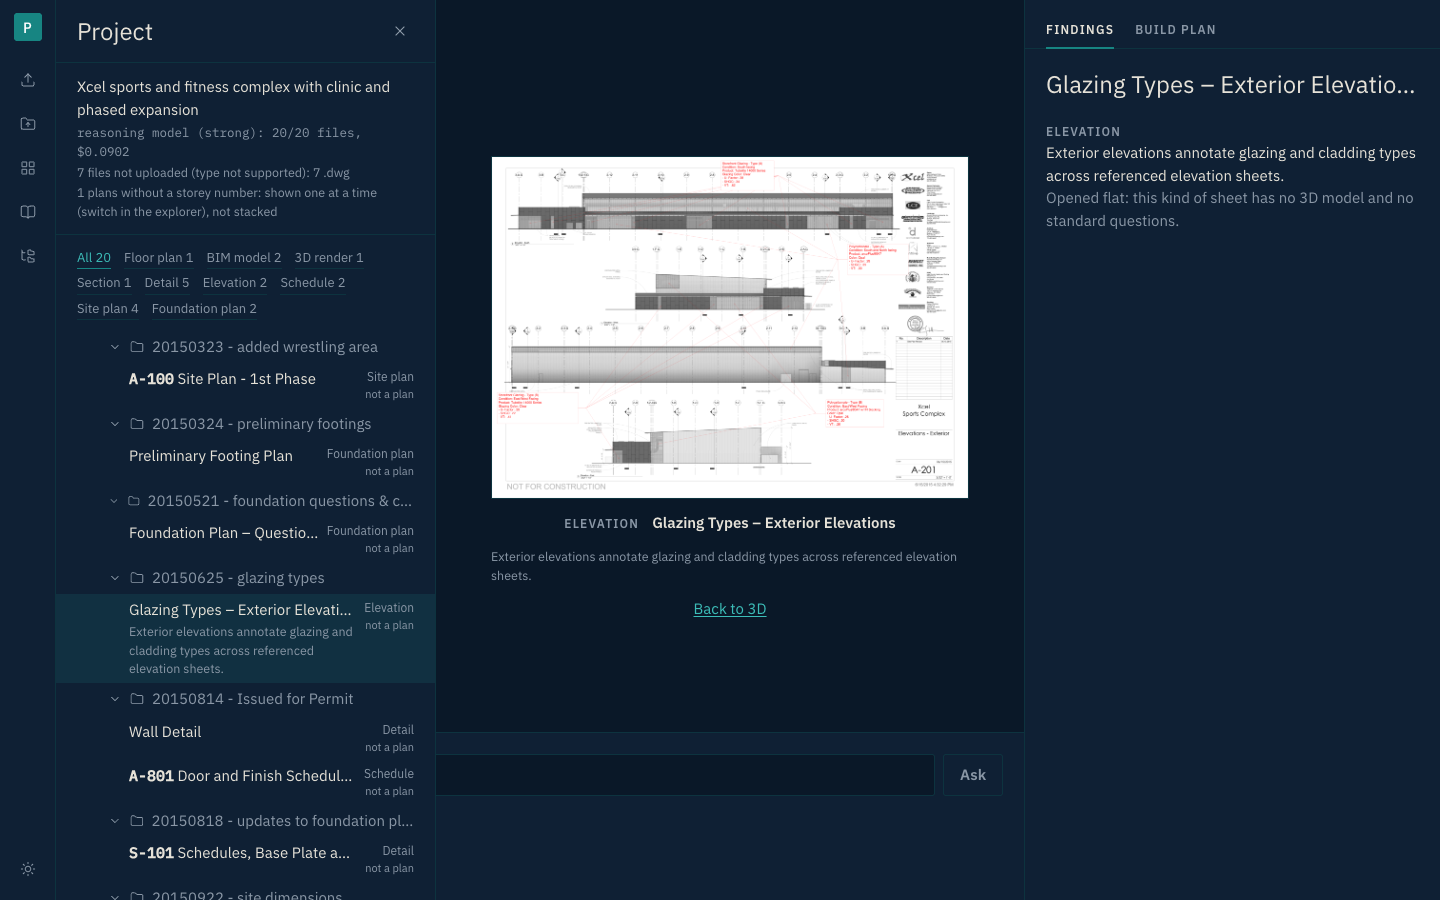 P
Project
Xcel sports and fitness complex with clinic and
phased expansion
reasoning model (strong): 20/20 files,
$0.0902
7 files not uploaded (type not supported): 7 .dwg
1 plans without a storey number: shown one at a time
(switch in the explorer), not stacked
All 20 Floor plan 1 BIM model 2 3D render 1
Section 1 Detail 5 Elevation 2 Schedule 2
Site plan 4 Foundation plan 2
20150323 - added wrestling area
A-100 Site Plan - 1st Phase Site plan
not a plan
20150324 - preliminary footings
Preliminary Footing Plan Foundation plan
not a plan
20150521 - foundation questions & c...
Foundation Plan – Questio... Foundation plan
not a plan
20150625 - glazing types
Glazing Types – Exterior Elevati... Elevation
not a plan
Exterior elevations annotate glazing and
cladding types across referenced
elevation sheets.
20150814 - Issued for Permit
Wall Detail Detail
not a plan
A-801 Door and Finish Schedul... Schedule
not a plan
20150818 - updates to foundation pl...
S-101 Schedules, Base Plate a... Detail
not a plan
20150922 - site dimensions
Xcel
Xcel
Sports Complex
Elevations - Exterior
A-201
NOT FOR CONSTRUCTION
ELEVATION Glazing Types – Exterior Elevations
Exterior elevations annotate glazing and cladding types across referenced elevation
sheets.
Back to 3D
Ask
FINDINGS BUILD PLAN
Glazing Types – Exterior Elevatio...
ELEVATION
Exterior elevations annotate glazing and cladding types
across referenced elevation sheets.
Opened flat: this kind of sheet has no 3D model and no
standard questions.